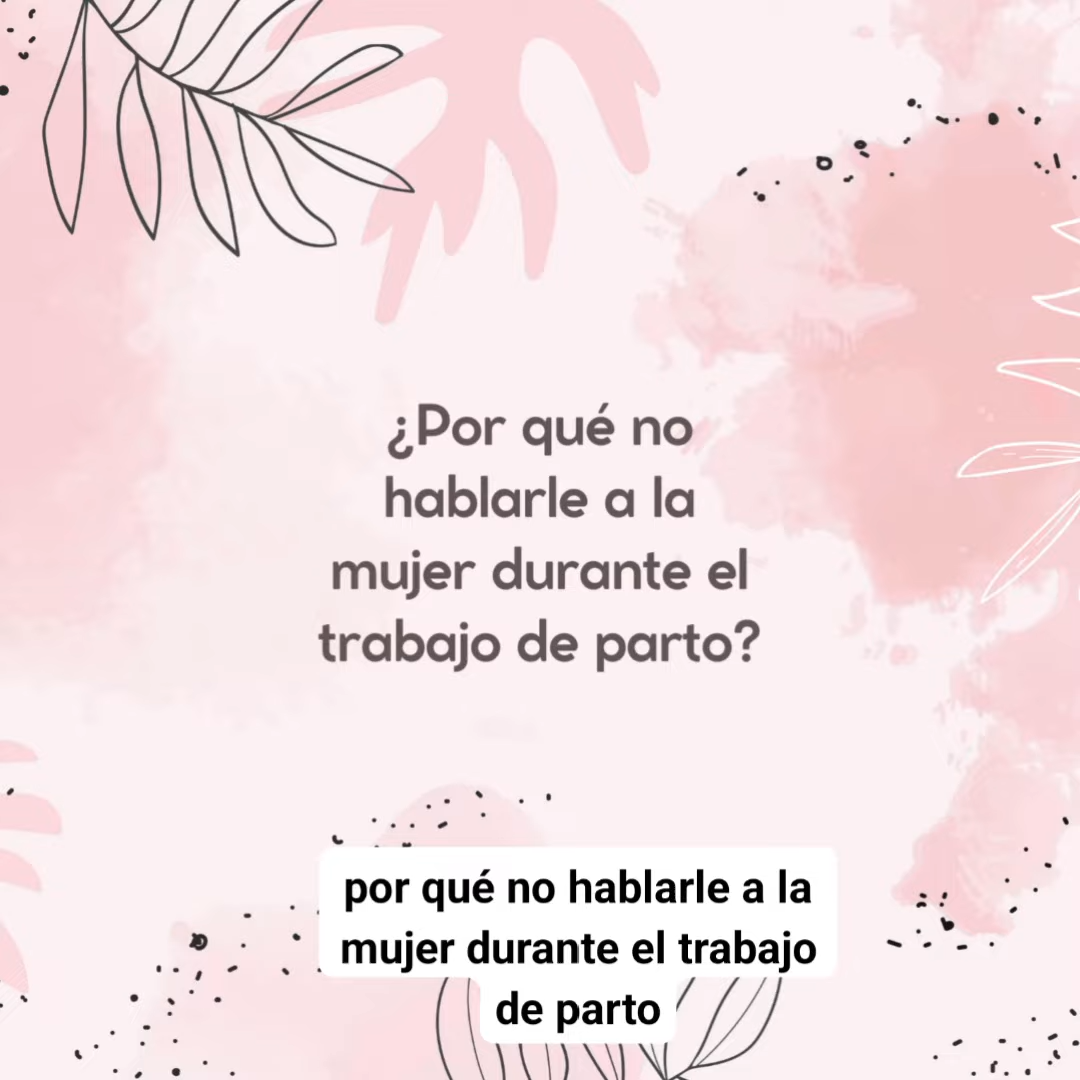 ¿Por qué no
hablarle a la
mujer durante el
trabajo de parto?
por qué no hablarle a la
mujer durante el trabajo
de parto